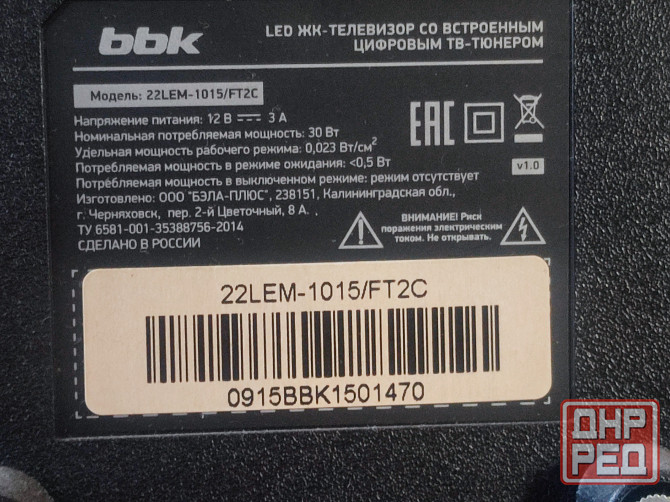 bbk
LED ЖК-ТЕЛЕВИЗОР СО ВСТРОЕННЫМ
ЦИФРОВЫМ ТВ-ТЮНЕРОМ
Модель: 22LEM-1015/FT2C
Напряжение питания: 12 В 3 А
Номинальная потребляемая мощность: 30 Вт
Удельная мощность рабочего режима: 0,023 Вт/см²
Потребляемая мощность в режиме ожидания: <0,5 Вт
Потребляемая мощность в выключенном режиме: режим отсутствует
Изготовлено: ООО "БЭЛА-ПЛЮС", 238151, Калининградская обл.,
г. Черняховск, пер. 2-й Цветочный, 8 А.
ТУ 6581-001-35388756-2014
СДЕЛАНО В РОССИИ
EAC
v1.0
ВНИМАНИЕ! Риск
поражения электрическим
током. Не открывать.
22LEM-1015/FT2C
0915BBK1501470
ДНР
РЕД